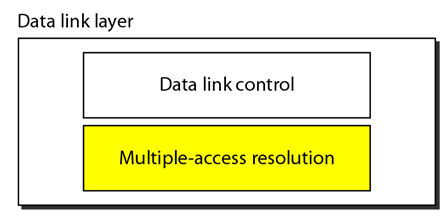 Data link layer
Data link control
Multiple-access resolution